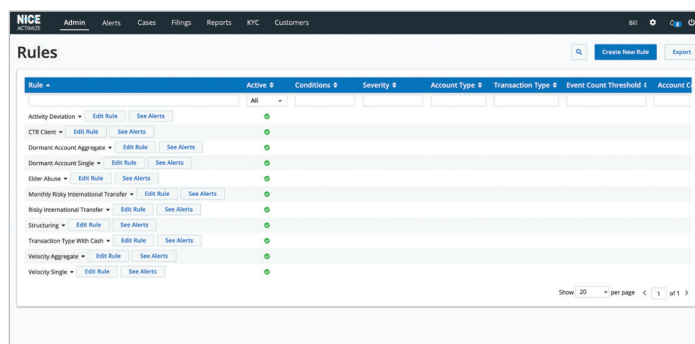 NICE ACTIMIZE Admin Alerts Cases Filings Reports KYC Customers Bill
Rules Create New Rule Export
Rule Active Conditions Severity Account Type Transaction Type Event Count Threshold Account
All
Activity Deviation Edit Rule See Alerts
CTR Client Edit Rule See Alerts
Dormant Account Aggregate Edit Rule See Alerts
Dormant Account Single Edit Rule See Alerts
Elder Abuse Edit Rule See Alerts
Monthly Risky International Transfer Edit Rule See Alerts
Risky International Transfer Edit Rule See Alerts
Structuring Edit Rule See Alerts
Transaction Type With Cash Edit Rule See Alerts
Velocity Aggregate Edit Rule See Alerts
Velocity Single Edit Rule See Alerts
Show 20 per page < 1 of 1 >